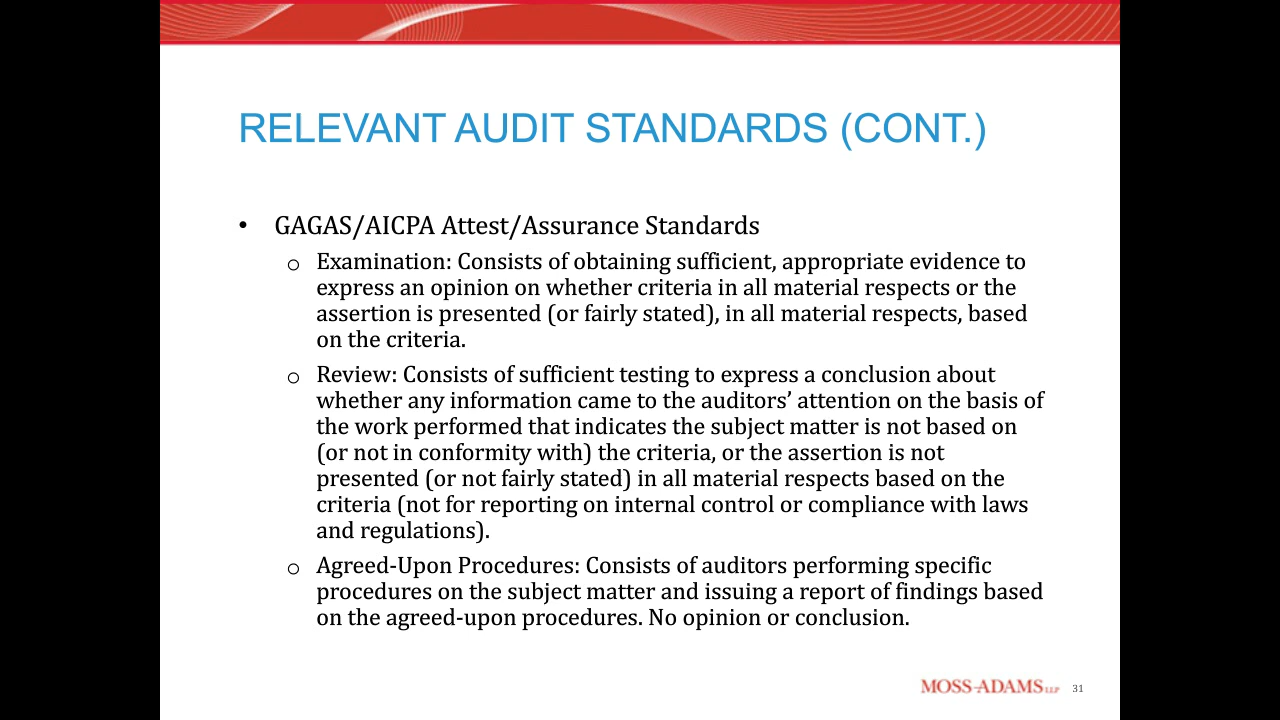 RELEVANT AUDIT STANDARDS (CONT.)
• GAGAS/AICPA Attest/Assurance Standards
o Examination: Consists of obtaining sufficient, appropriate evidence to
express an opinion on whether criteria in all material respects or the
assertion is presented (or fairly stated), in all material respects, based
on the criteria.
o Review: Consists of sufficient testing to express a conclusion about
whether any information came to the auditors’ attention on the basis of
the work performed that indicates the subject matter is not based on
(or not in conformity with) the criteria, or the assertion is not
presented (or not fairly stated) in all material respects based on the
criteria (not for reporting on internal control or compliance with laws
and regulations).
o Agreed-Upon Procedures: Consists of auditors performing specific
procedures on the subject matter and issuing a report of findings based
on the agreed-upon procedures. No opinion or conclusion.
MOSS-ADAMS LLP 31